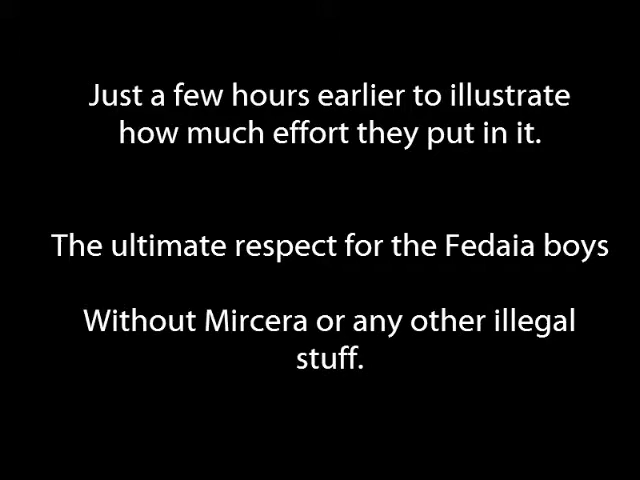 Just a few hours earlier to illustrate
how much effort they put in it.
The ultimate respect for the Fedaia boys
Without Mircera or any other illegal
stuff.